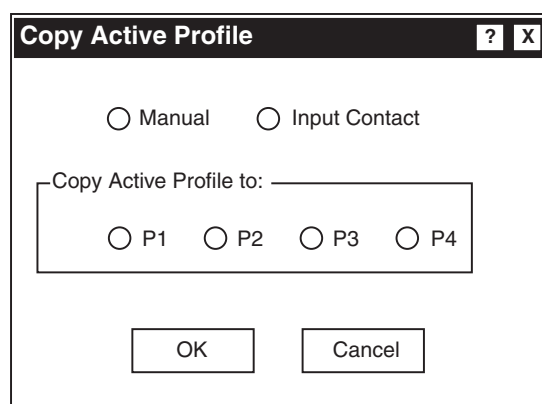 Copy Active Profile ? X
Manual Input Contact
Copy Active Profile to:
P1 P2 P3 P4
OK Cancel